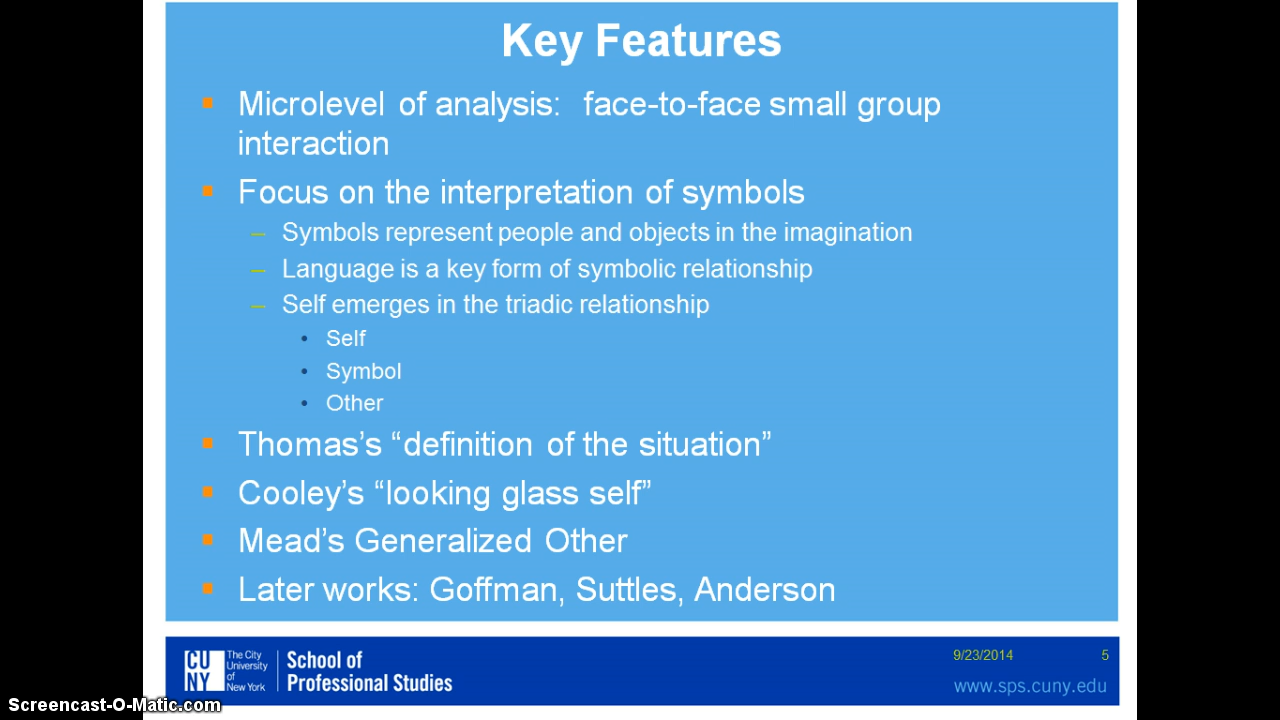 Key Features
▪ Microlevel of analysis: face-to-face small group
interaction
▪ Focus on the interpretation of symbols
– Symbols represent people and objects in the imagination
– Language is a key form of symbolic relationship
– Self emerges in the triadic relationship
• Self
• Symbol
• Other
▪ Thomas’s “definition of the situation”
▪ Cooley’s “looking glass self”
▪ Mead’s Generalized Other
▪ Later works: Goffman, Suttles, Anderson
CU
NY
The City
University
of
New York
School of
Professional Studies
9/23/2014
5
www.sps.cuny.edu
Screencast-O-Matic.com